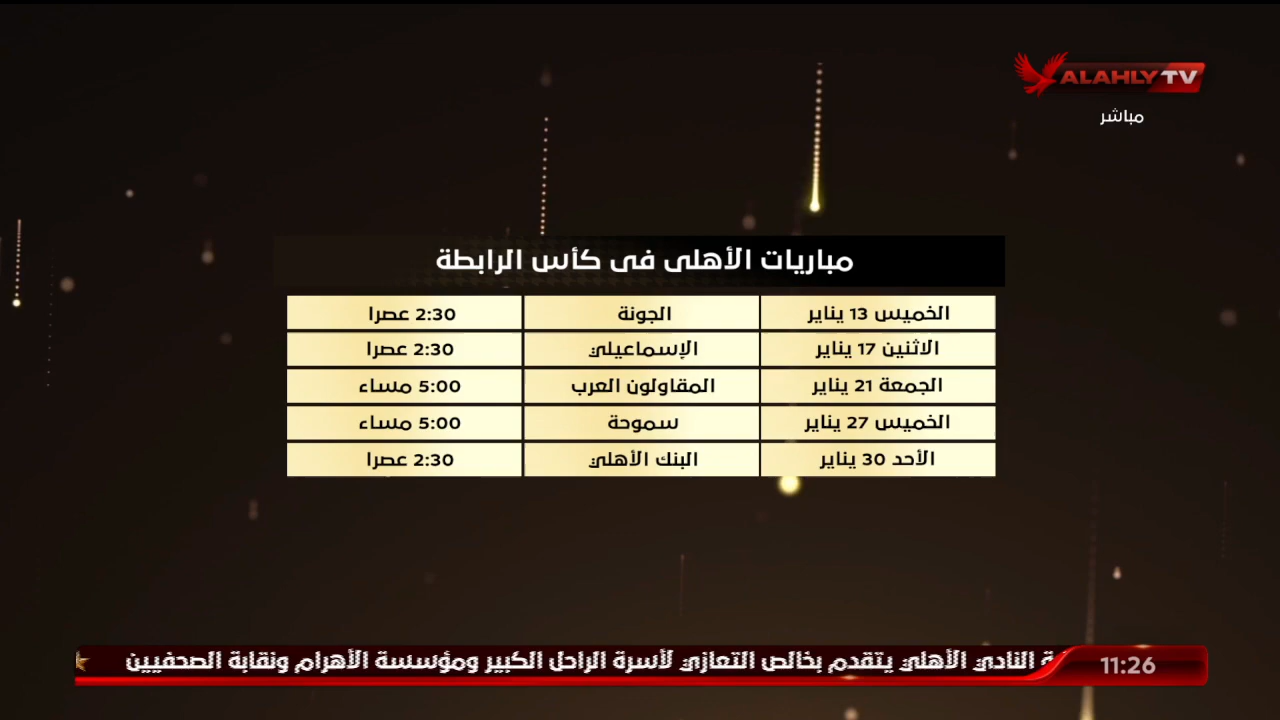 ALAHLY TV
مباشر
مباريات الأهلى فى كأس الرابطة
الخميس 13 يناير الجونة 2:30 عصرا
الاثنين 17 يناير الإسماعيلي 2:30 عصرا
الجمعة 21 يناير المقاولون العرب 5:00 مساء
الخميس 27 يناير سموحة 5:00 مساء
الأحد 30 يناير البنك الأهلي 2:30 عصرا
النادي الأهلي يتقدم بخالص التعازي لأسرة الراحل الكبير ومؤسسة الأهرام ونقابة الصحفيين
11:26